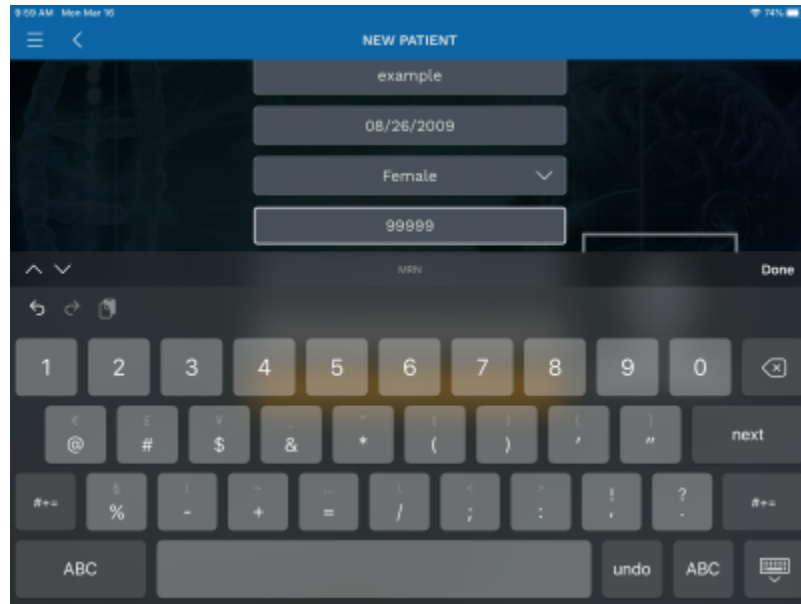 9:59 AM Mon Mar 16 74%
NEW PATIENT
example
08/26/2009
Female
99999
MRN Done
1 2 3 4 5 6 7 8 9 0
€ £ ¥ _ ^ [ ] { }
@ # $ & * ( ) ' " next
§ | ~ … \ < > ! ?
#+= % - + = / ; : , . #+=
ABC undo ABC